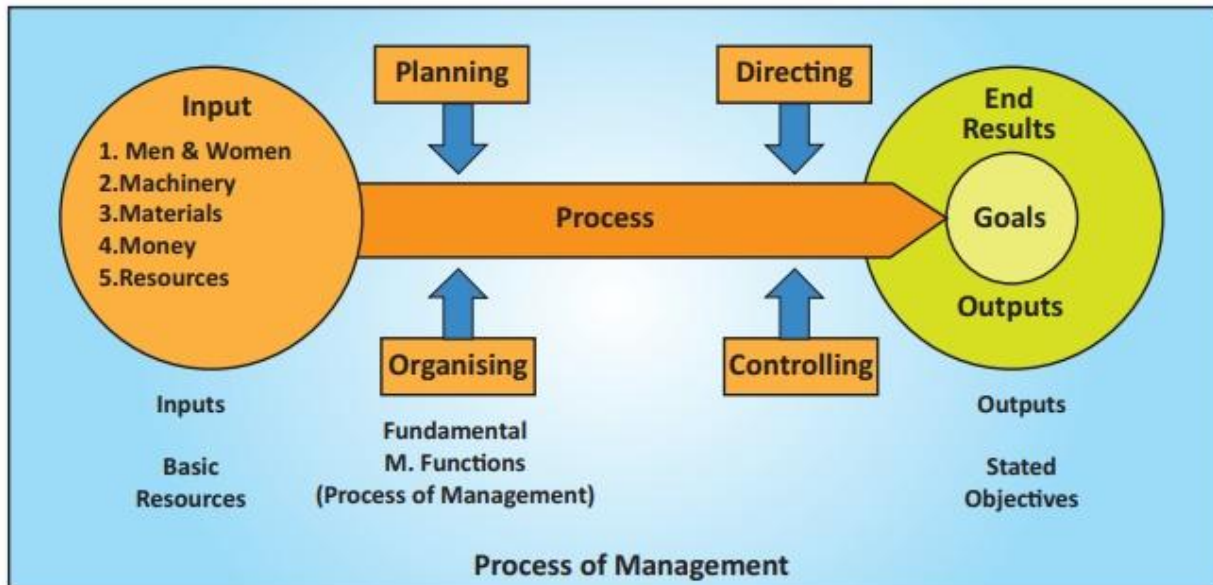 Planning
Directing
Input
1. Men & Women
2.Machinery
3.Materials
4.Money
5.Resources
Process
End
Results
Goals
Outputs
Organising
Controlling
Inputs
Basic
Resources
Fundamental
M. Functions
(Process of Management)
Outputs
Stated
Objectives
Process of Management